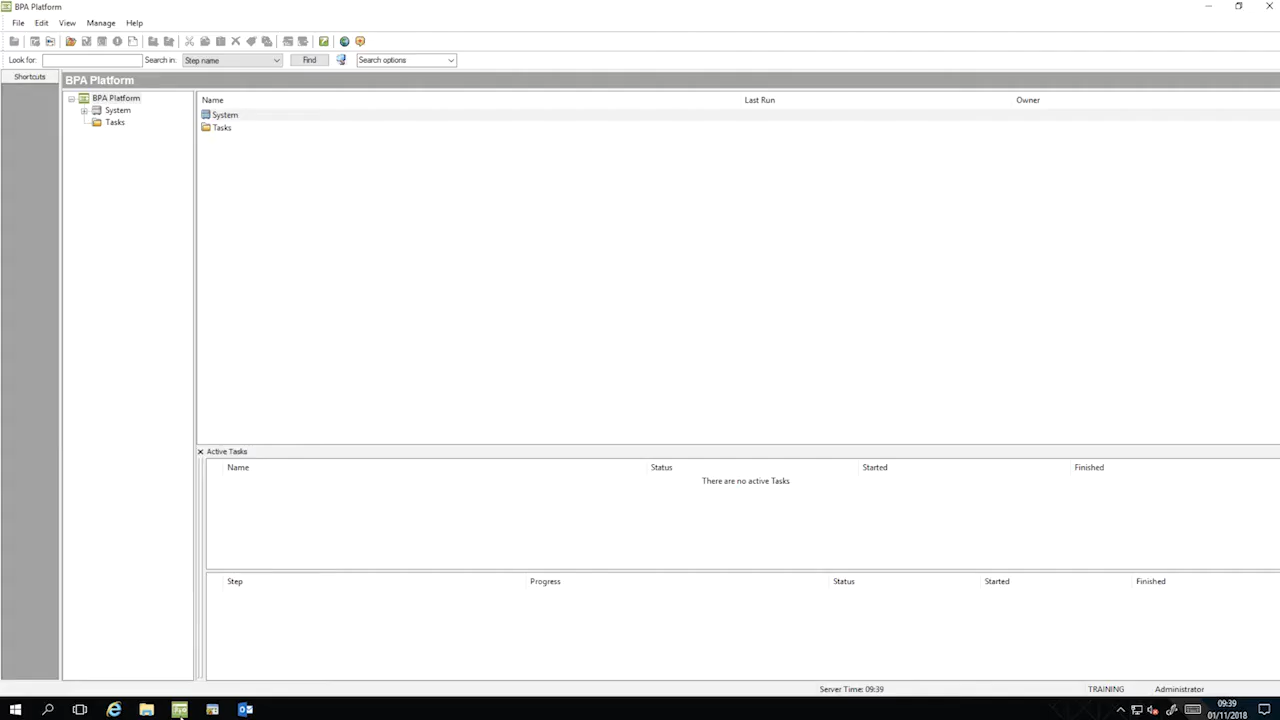 BPA Platform
File Edit View Manage Help
Look for: Search in: Step name Find Search options
Shortcuts BPA Platform
BPA Platform
System
Tasks
Name Last Run Owner
System
Tasks
Active Tasks
Name Status Started Finished
There are no active Tasks
Step Progress Status Started Finished
Server Time: 09:39 TRAINING Administrator
09:39
01/11/2018